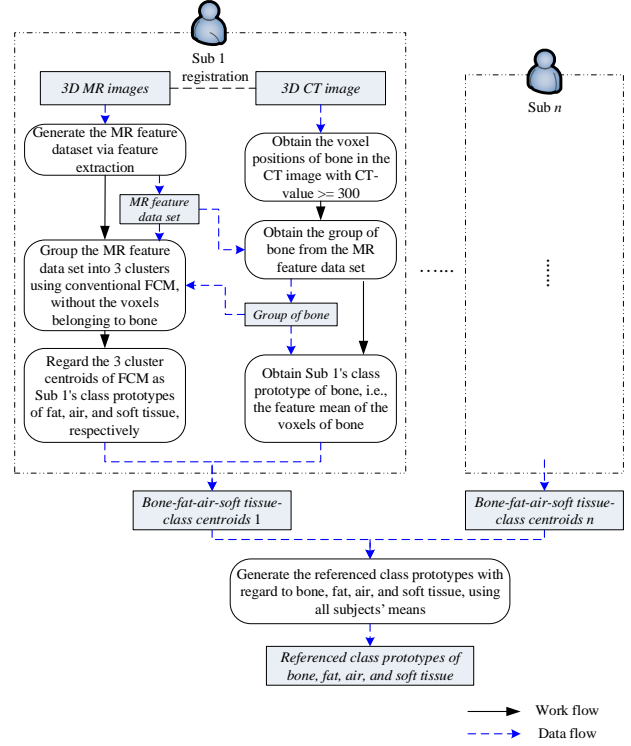 Sub 1
registration
3D MR images
3D CT image
Generate the MR feature
dataset via feature
extraction
Obtain the voxel
positions of bone in the
CT image with CT-
value >= 300
MR feature
data set
Group the MR feature
data set into 3 clusters
using conventional FCM,
without the voxels
belonging to bone
Obtain the group of
bone from the MR
feature data set
Group of bone
Regard the 3 cluster
centroids of FCM as
Sub 1's class prototypes
of fat, air, and soft tissue,
respectively
Obtain Sub 1's class
prototype of bone, i.e.,
the feature mean of the
voxels of bone
Bone-fat-air-soft tissue-
class centroids 1
......
Sub n
Bone-fat-air-soft tissue-
class centroids n
Generate the referenced class prototypes with
regard to bone, fat, air, and soft tissue, using
all subjects' means
Referenced class prototypes of
bone, fat, air, and soft tissue
Work flow
Data flow